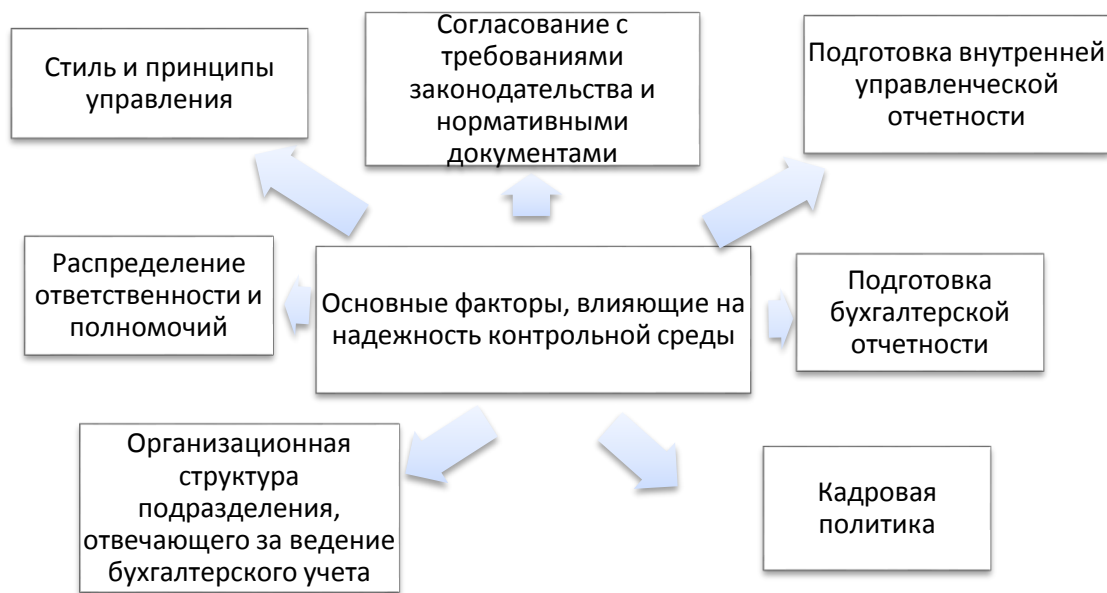 Стиль и принципы
управления
Согласование с
требованиями
законодательства и
нормативными
документами
Подготовка внутренней
управленческой
отчетности
Распределение
ответственности и
полномочий
Основные факторы, влияющие на
надежность контрольной среды
Подготовка
бухгалтерской
отчетности
Организационная
структура
подразделения,
отвечающего за ведение
бухгалтерского учета
Кадровая
политика